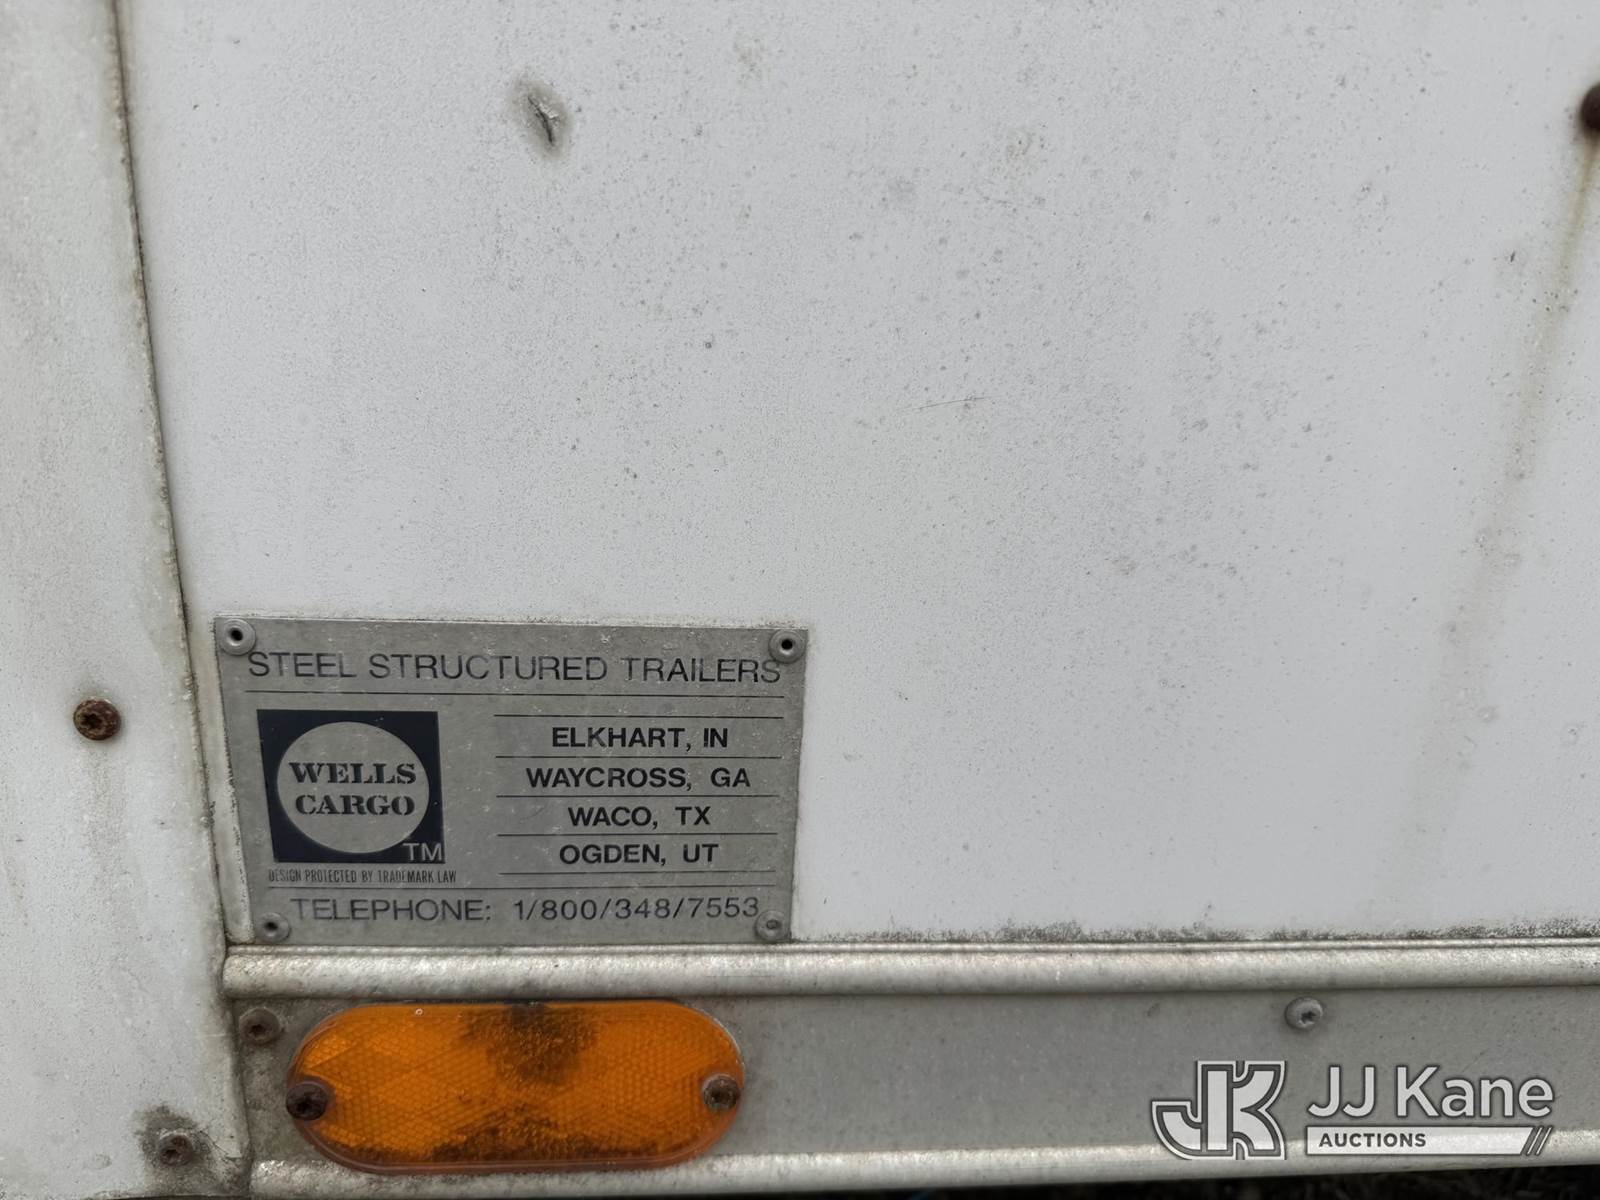 STEEL STRUCTURED TRAILERS
WELLS
CARGO
TM
DESIGN PROTECTED BY TRADEMARK LAW
ELKHART, IN
WAYCROSS, GA
WACO, TX
OGDEN, UT
TELEPHONE: 1/800/348/7553
JK JJ Kane
AUCTIONS